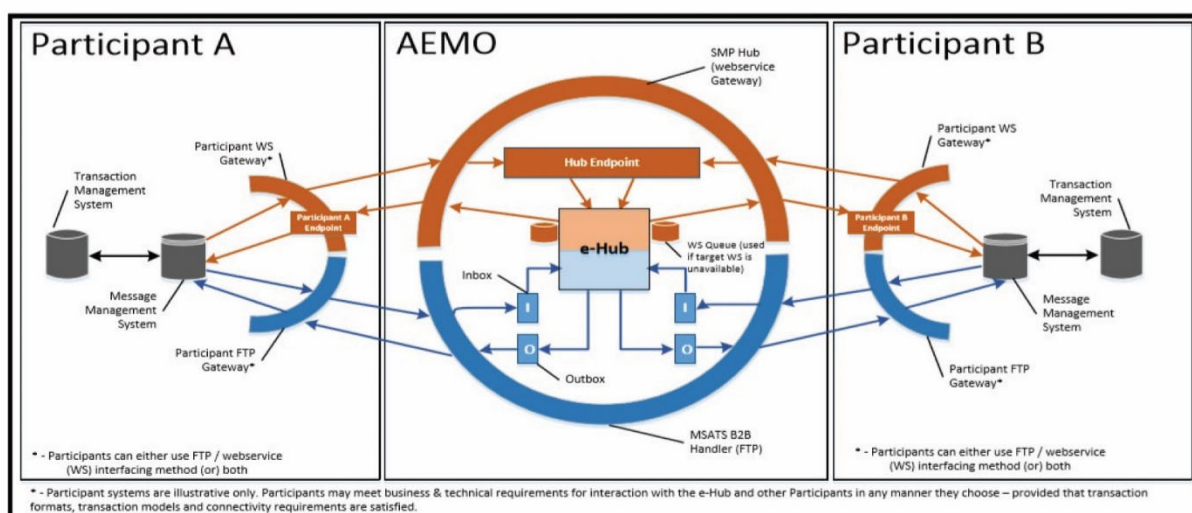 Participant A
AEMO
Participant B
SMP Hub
(webservice
Gateway)
Participant WS
Gateway*
Participant WS
Gateway*
Transaction
Management
System
Hub Endpoint
Transaction
Management
System
Participant A
Endpoint
Participant B
Endpoint
e-Hub
WS Queue (used
if target WS is
unavailable)
Inbox
I
I
Message
Management
System
Message
Management
System
O
O
Participant FTP
Gateway*
Outbox
Participant FTP
Gateway*
MSATS B2B
Handler (FTP)
* - Participants can either use FTP / webservice
(WS) interfacing method (or) both
* - Participants can either use FTP / webservice
(WS) interfacing method (or) both
* - Participant systems are illustrative only. Participants may meet business & technical requirements for interaction with the e-Hub and other Participants in any manner they choose – provided that transaction
formats, transaction models and connectivity requirements are satisfied.